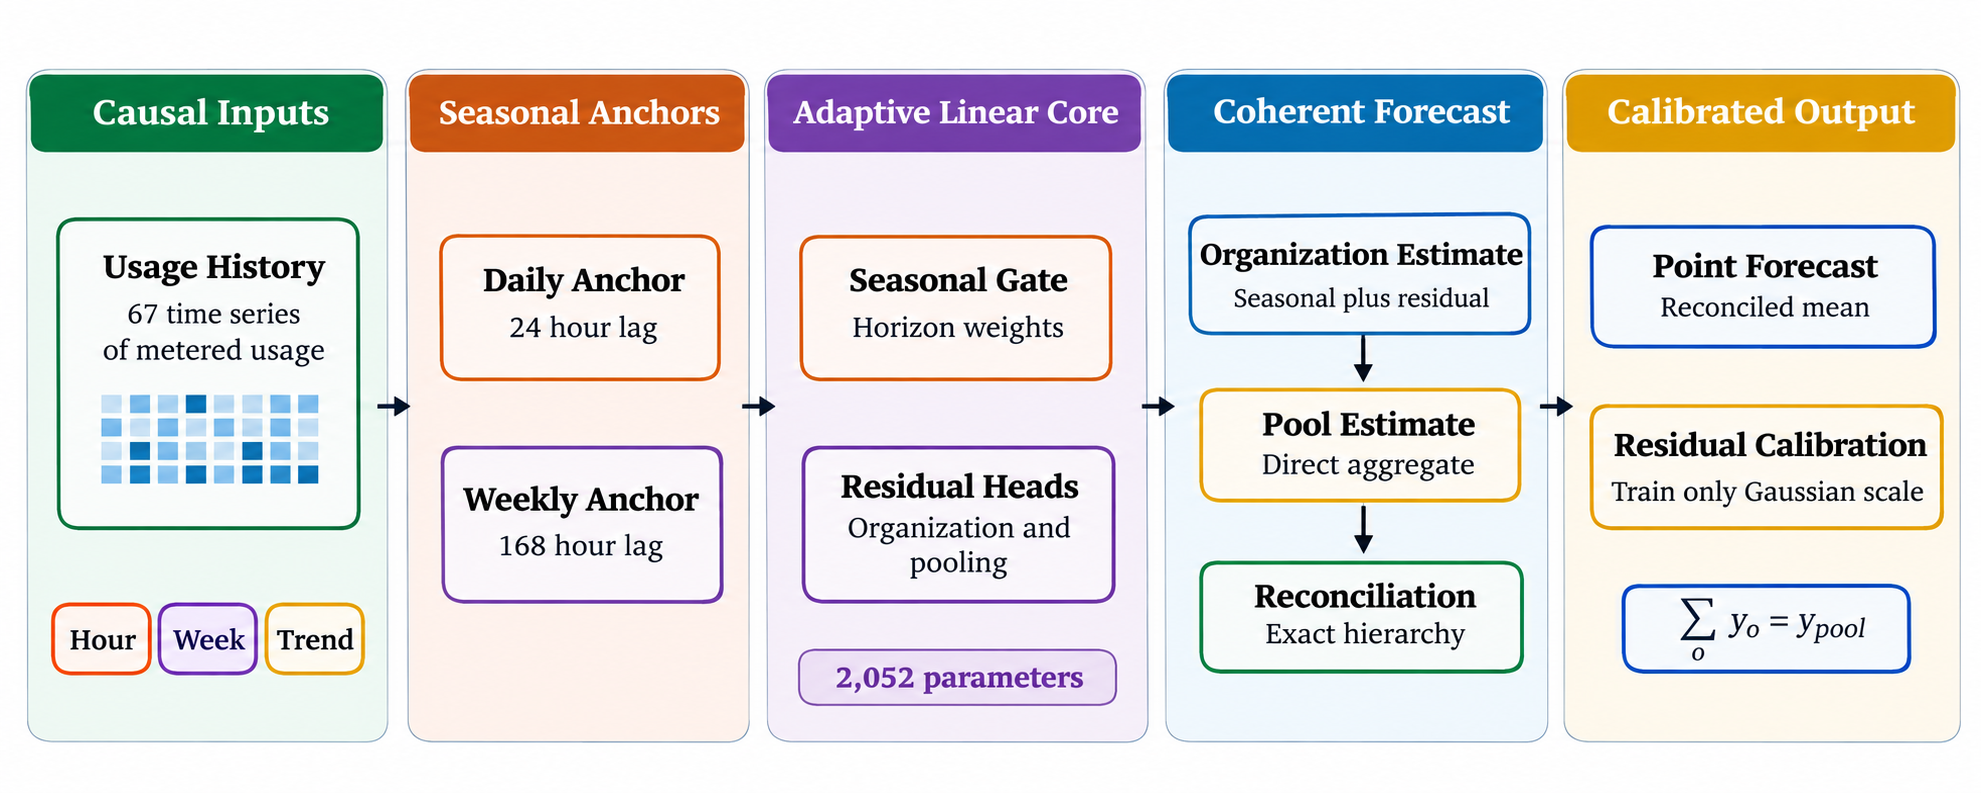 Causal Inputs
Usage History
67 time series
of metered usage
Hour
Week
Trend
Seasonal Anchors
Daily Anchor
24 hour lag
Weekly Anchor
168 hour lag
Adaptive Linear Core
Seasonal Gate
Horizon weights
Residual Heads
Organization and
pooling
2,052 parameters
Coherent Forecast
Organization Estimate
Seasonal plus residual
Pool Estimate
Direct aggregate
Reconciliation
Exact hierarchy
Calibrated Output
Point Forecast
Reconciled mean
Residual Calibration
Train only Gaussian scale
∑_o y_o = y_pool